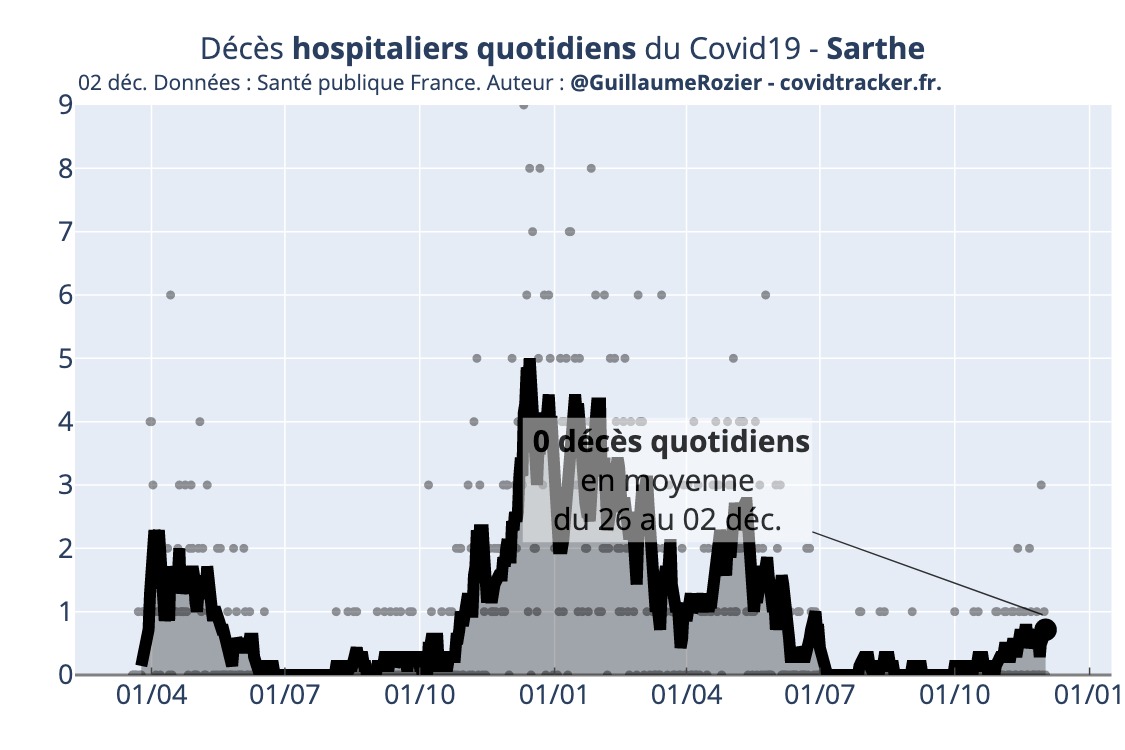 Décès hospitaliers quotidiens du Covid19 - Sarthe
02 déc. Données : Santé publique France. Auteur : @GuillaumeRozier - covidtracker.fr.
9
8
7
6
5
4
3
2
1
0
0 décès quotidiens
en moyenne
du 26 au 02 déc.
01/04 01/07 01/10 01/01 01/04 01/07 01/10 01/01